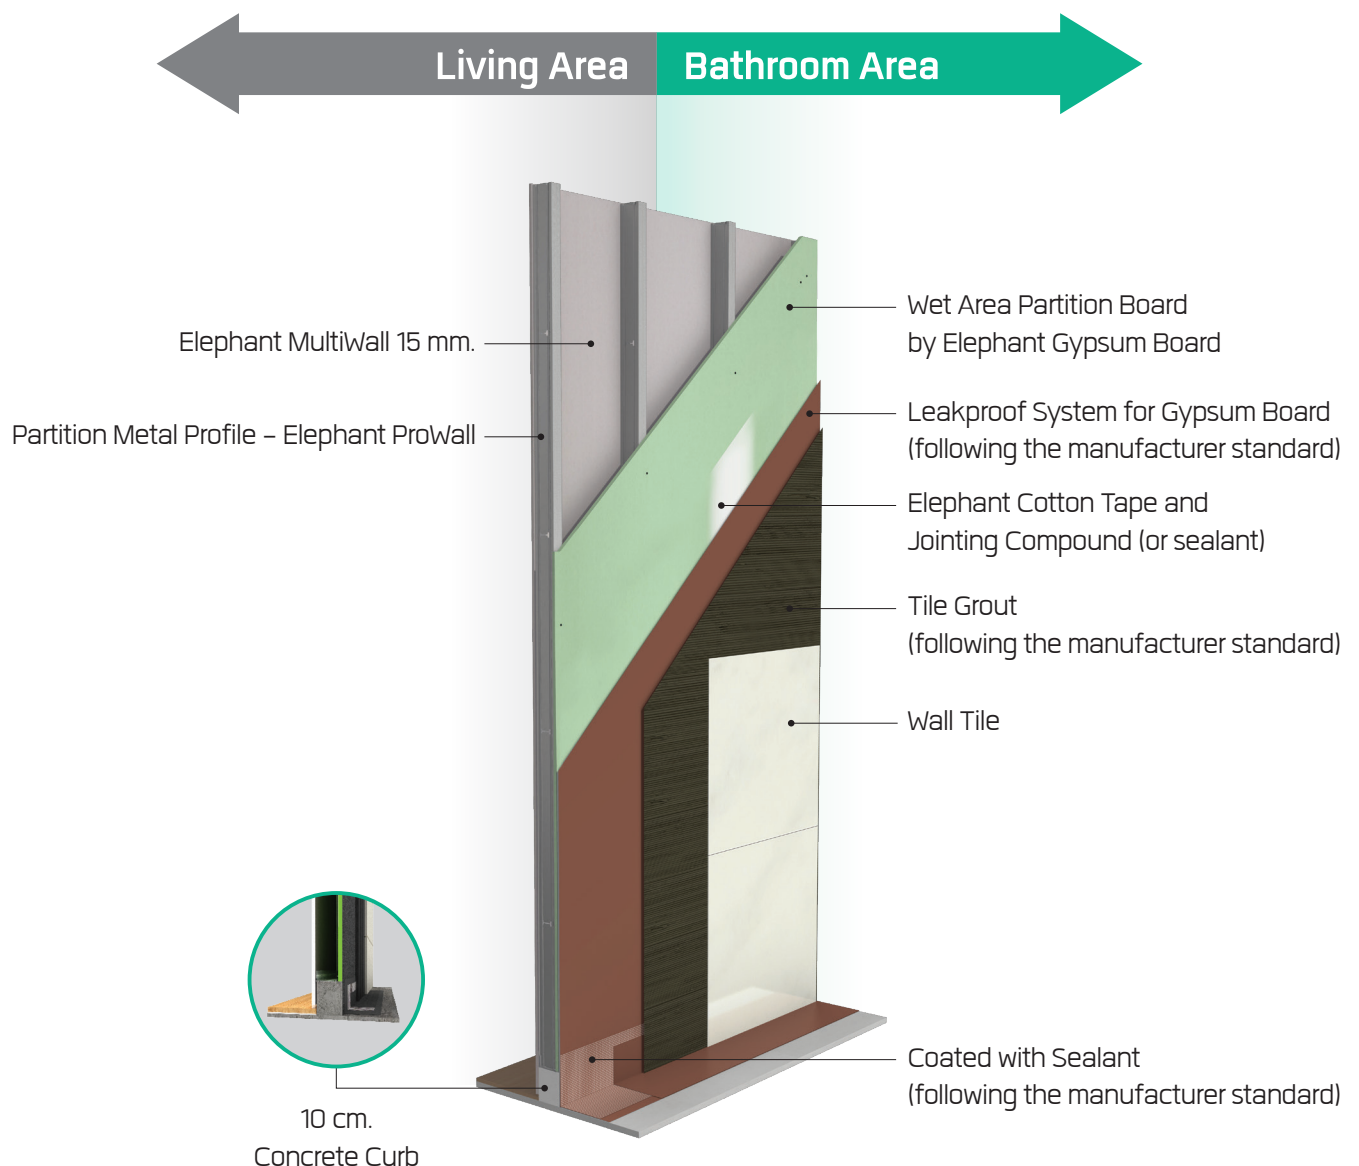 Living Area
Bathroom Area
Elephant MultiWall 15 mm.
Partition Metal Profile – Elephant ProWall
Wet Area Partition Board
by Elephant Gypsum Board
Leakproof System for Gypsum Board
(following the manufacturer standard)
Elephant Cotton Tape and
Jointing Compound (or sealant)
Tile Grout
(following the manufacturer standard)
Wall Tile
Coated with Sealant
(following the manufacturer standard)
10 cm.
Concrete Curb